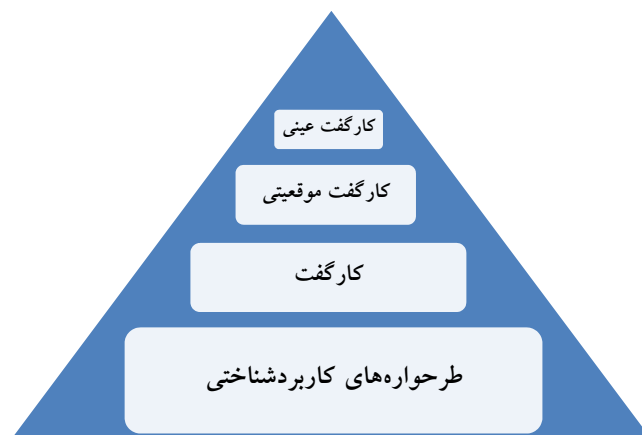 کارگفت عینی
کارگفت موقعیتی
کارگفت
طرحواره‌های کاربردشناختی